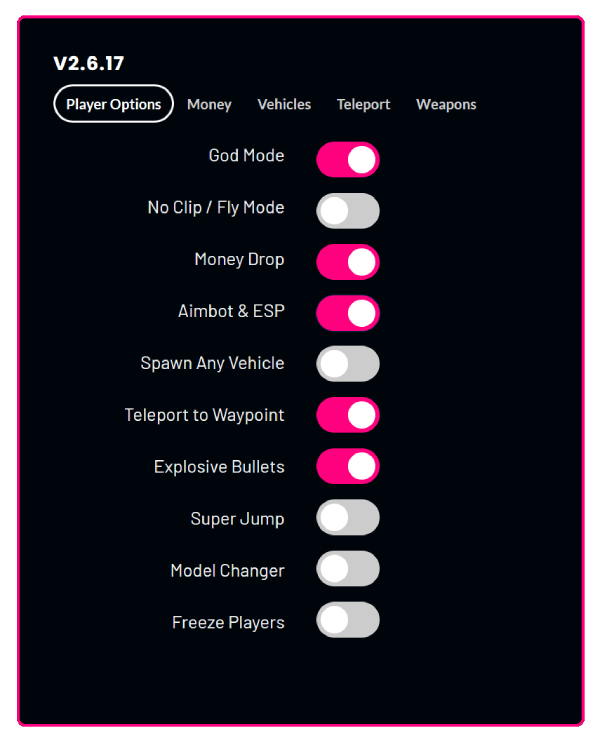 V2.6.17
Player Options Money Vehicles Teleport Weapons
God Mode
No Clip / Fly Mode
Money Drop
Aimbot & ESP
Spawn Any Vehicle
Teleport to Waypoint
Explosive Bullets
Super Jump
Model Changer
Freeze Players